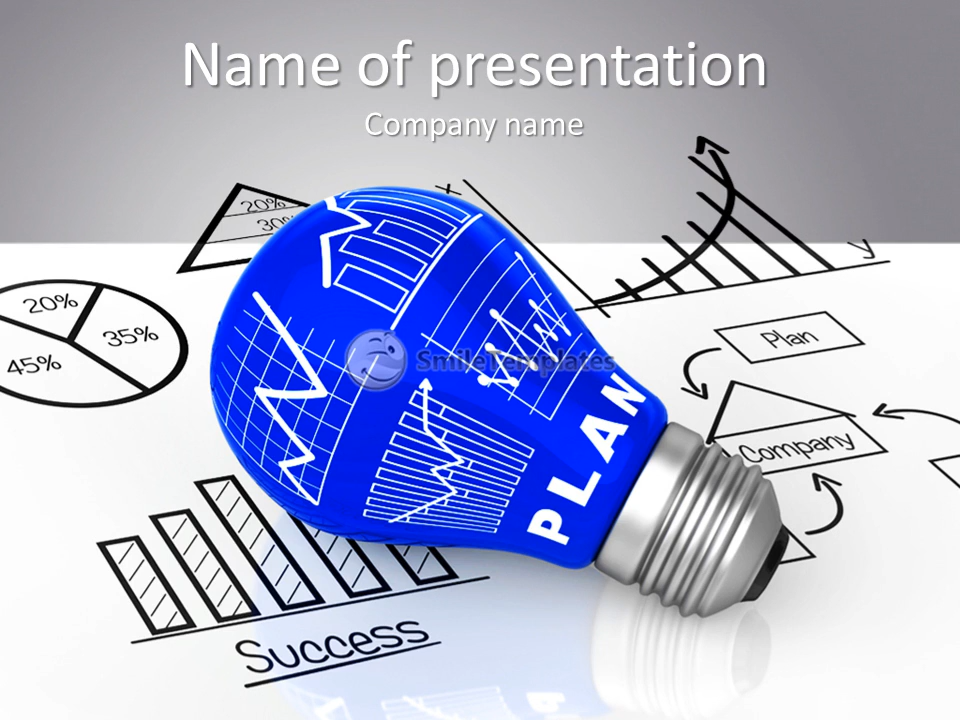 Name of presentation
Company name
20%
30%
x
y
20%
35%
45%
Plan
SmileTemplates
PLAN
Company
Success